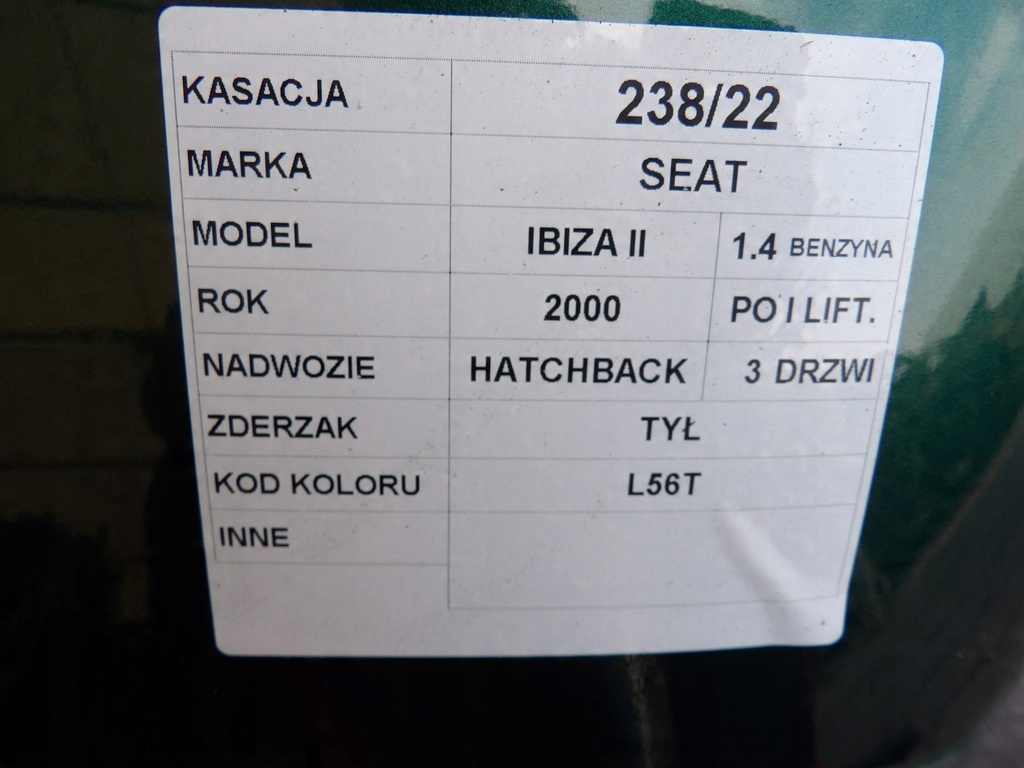 KASACJA 238/22
MARKA SEAT
MODEL IBIZA II 1.4 BENZYNA
ROK 2000 PO I LIFT.
NADWOZIE HATCHBACK 3 DRZWI
ZDERZAK TYŁ
KOD KOLORU L56T
INNE